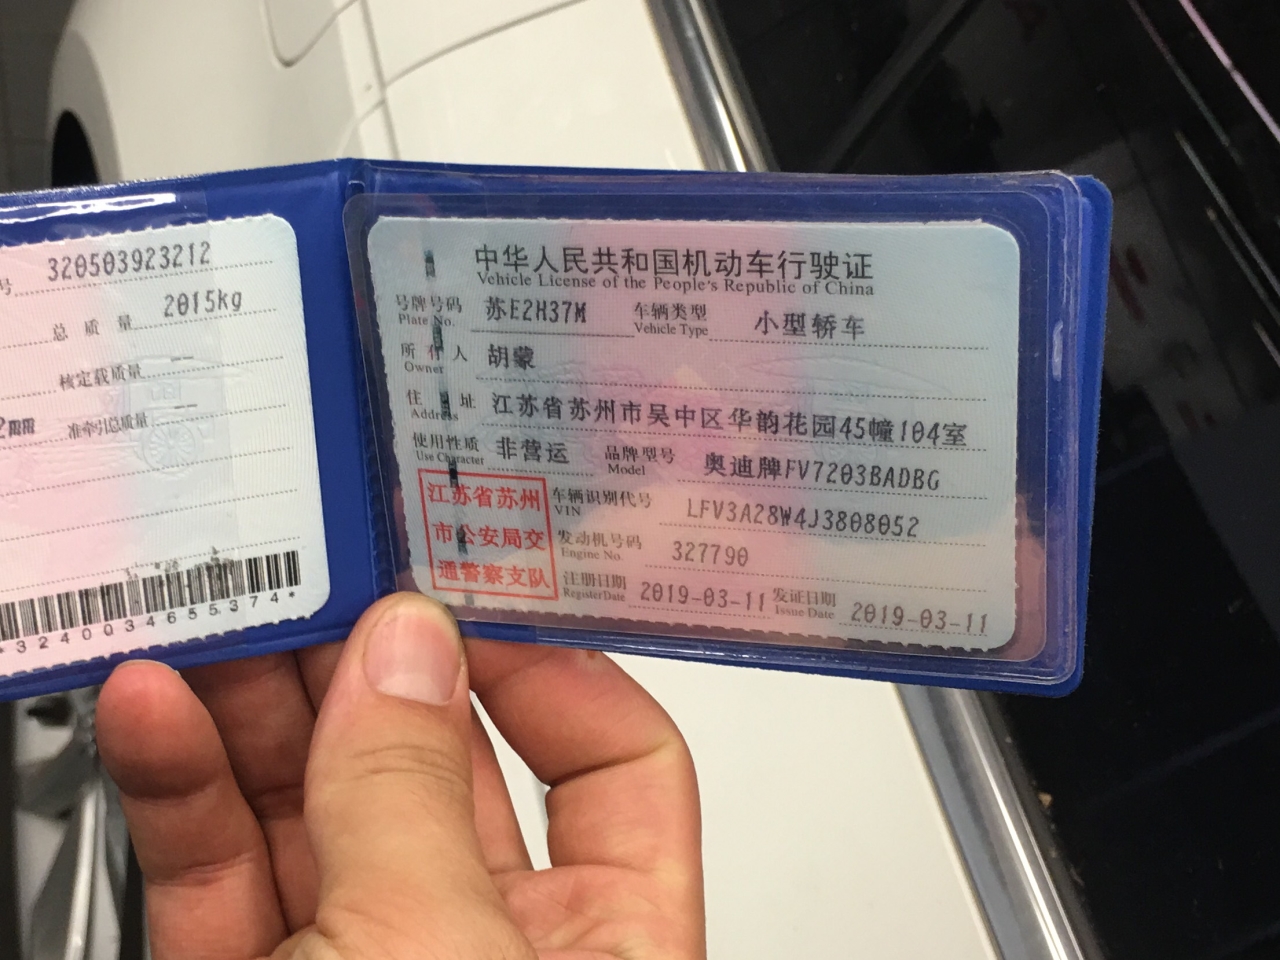 号 320503923212
总质量 2015kg
核定载质量 --
2mm 准牵引总质量 --
*3240034655374*
中华人民共和国机动车行驶证
Vehicle License of the People's Republic of China
号牌号码 苏E2H37M 车辆类型 小型轿车
Plate No. Vehicle Type
所有人 胡蒙
Owner
住址 江苏省苏州市吴中区华韵花园45幢104室
Address
使用性质 非营运 品牌型号 奥迪牌FV7203BADBG
Use Character Model
江苏省苏州
市公安局交
通警察支队
车辆识别代号 LFV3A28W4J3808052
VIN
发动机号码 327790
Engine No.
注册日期 2019-03-11 发证日期 2019-03-11
Register Date Issue Date